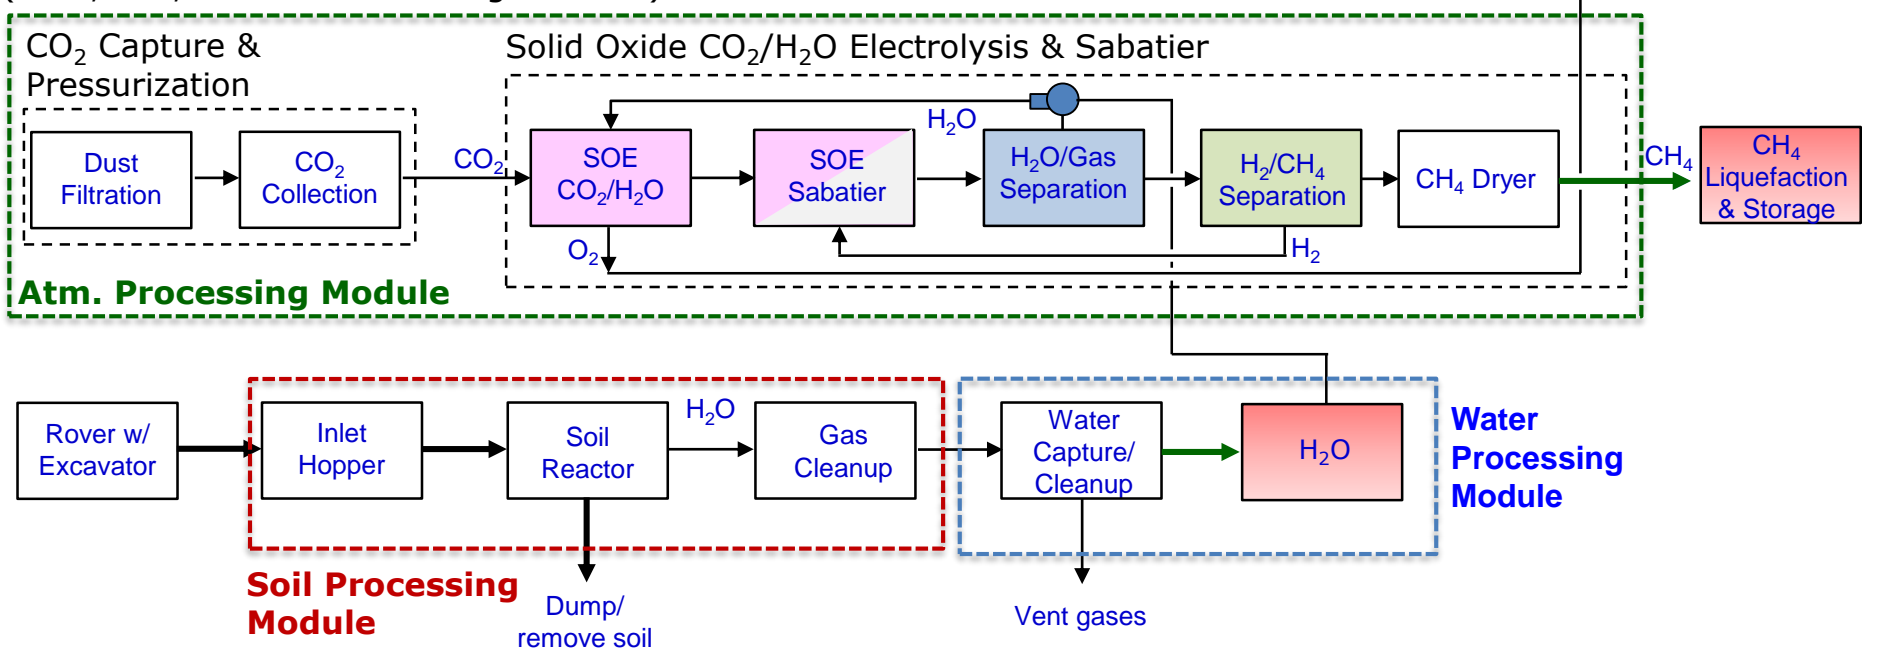 CO₂ Capture &
Pressurization
Solid Oxide CO₂/H₂O Electrolysis & Sabatier
Dust
Filtration
CO₂
Collection
CO₂
SOE
CO₂/H₂O
O₂
SOE
Sabatier
H₂O
H₂O/Gas
Separation
H₂/CH₄
Separation
H₂
CH₄ Dryer
CH₄
CH₄
Liquefaction
& Storage
Atm. Processing Module
Rover w/
Excavator
Inlet
Hopper
Soil
Reactor
H₂O
Gas
Cleanup
Water
Capture/
Cleanup
H₂O
Water
Processing
Module
Soil Processing
Module
Dump/
remove soil
Vent gases